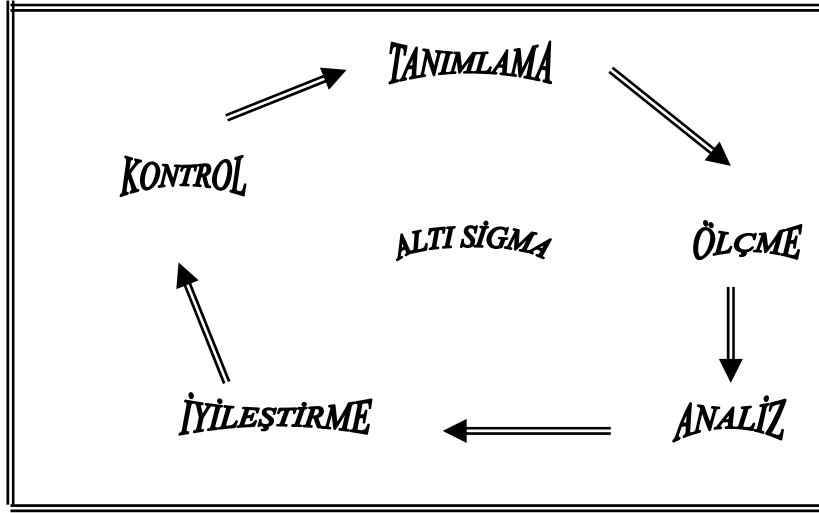 TANIMLAMA
KONTROL
ALTI SİGMA
ÖLÇME
İYİLEŞTİRME
ANALİZ